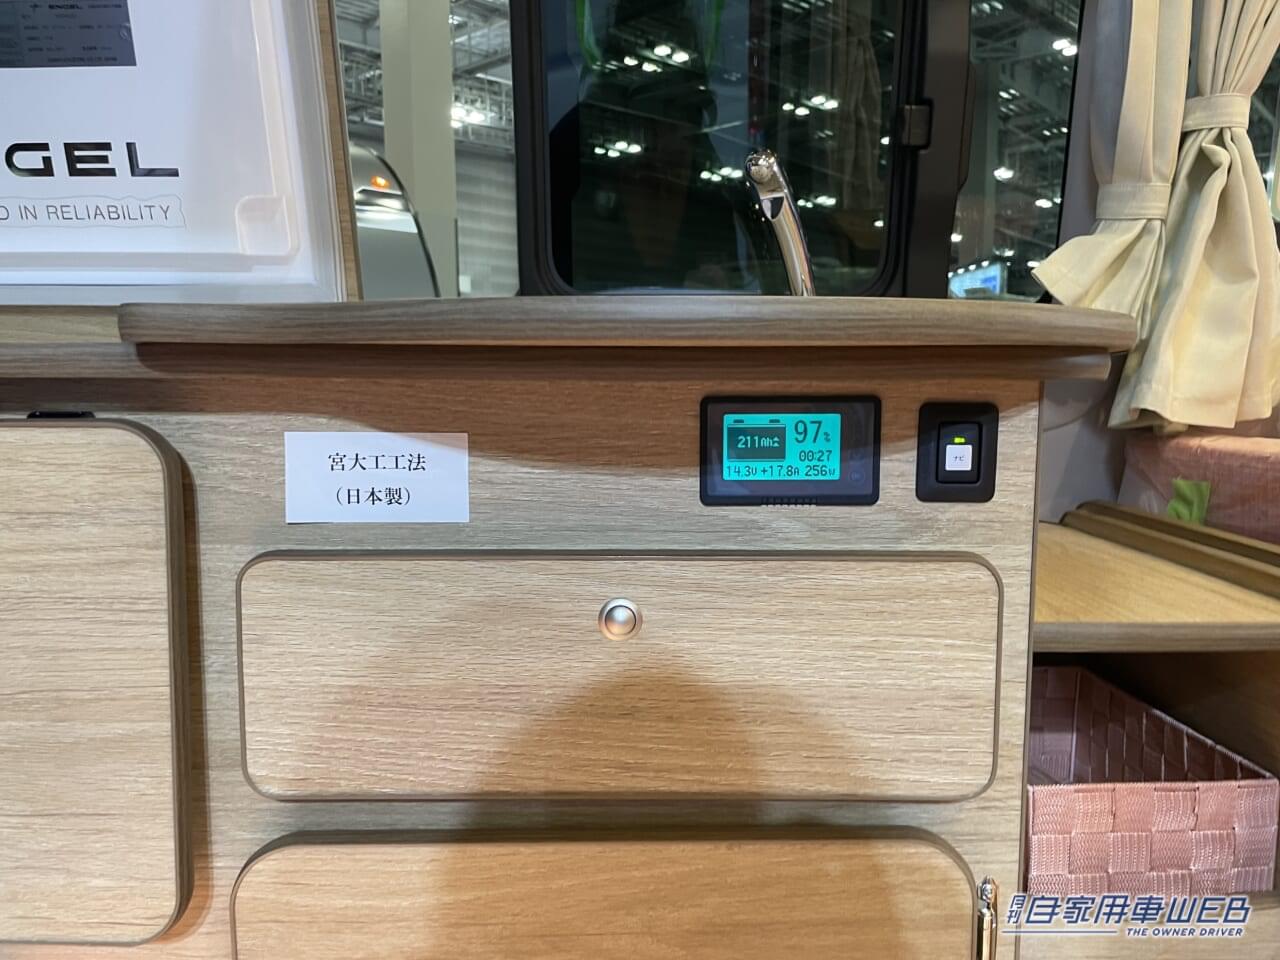 ENGEL
GEL
D IN RELIABILITY
宮大工工法
（日本製）
211Ah
97%
00:27
14.3V +17.8A 256W
ナビ
月刊自家用車WEB
THE OWNER DRIVER